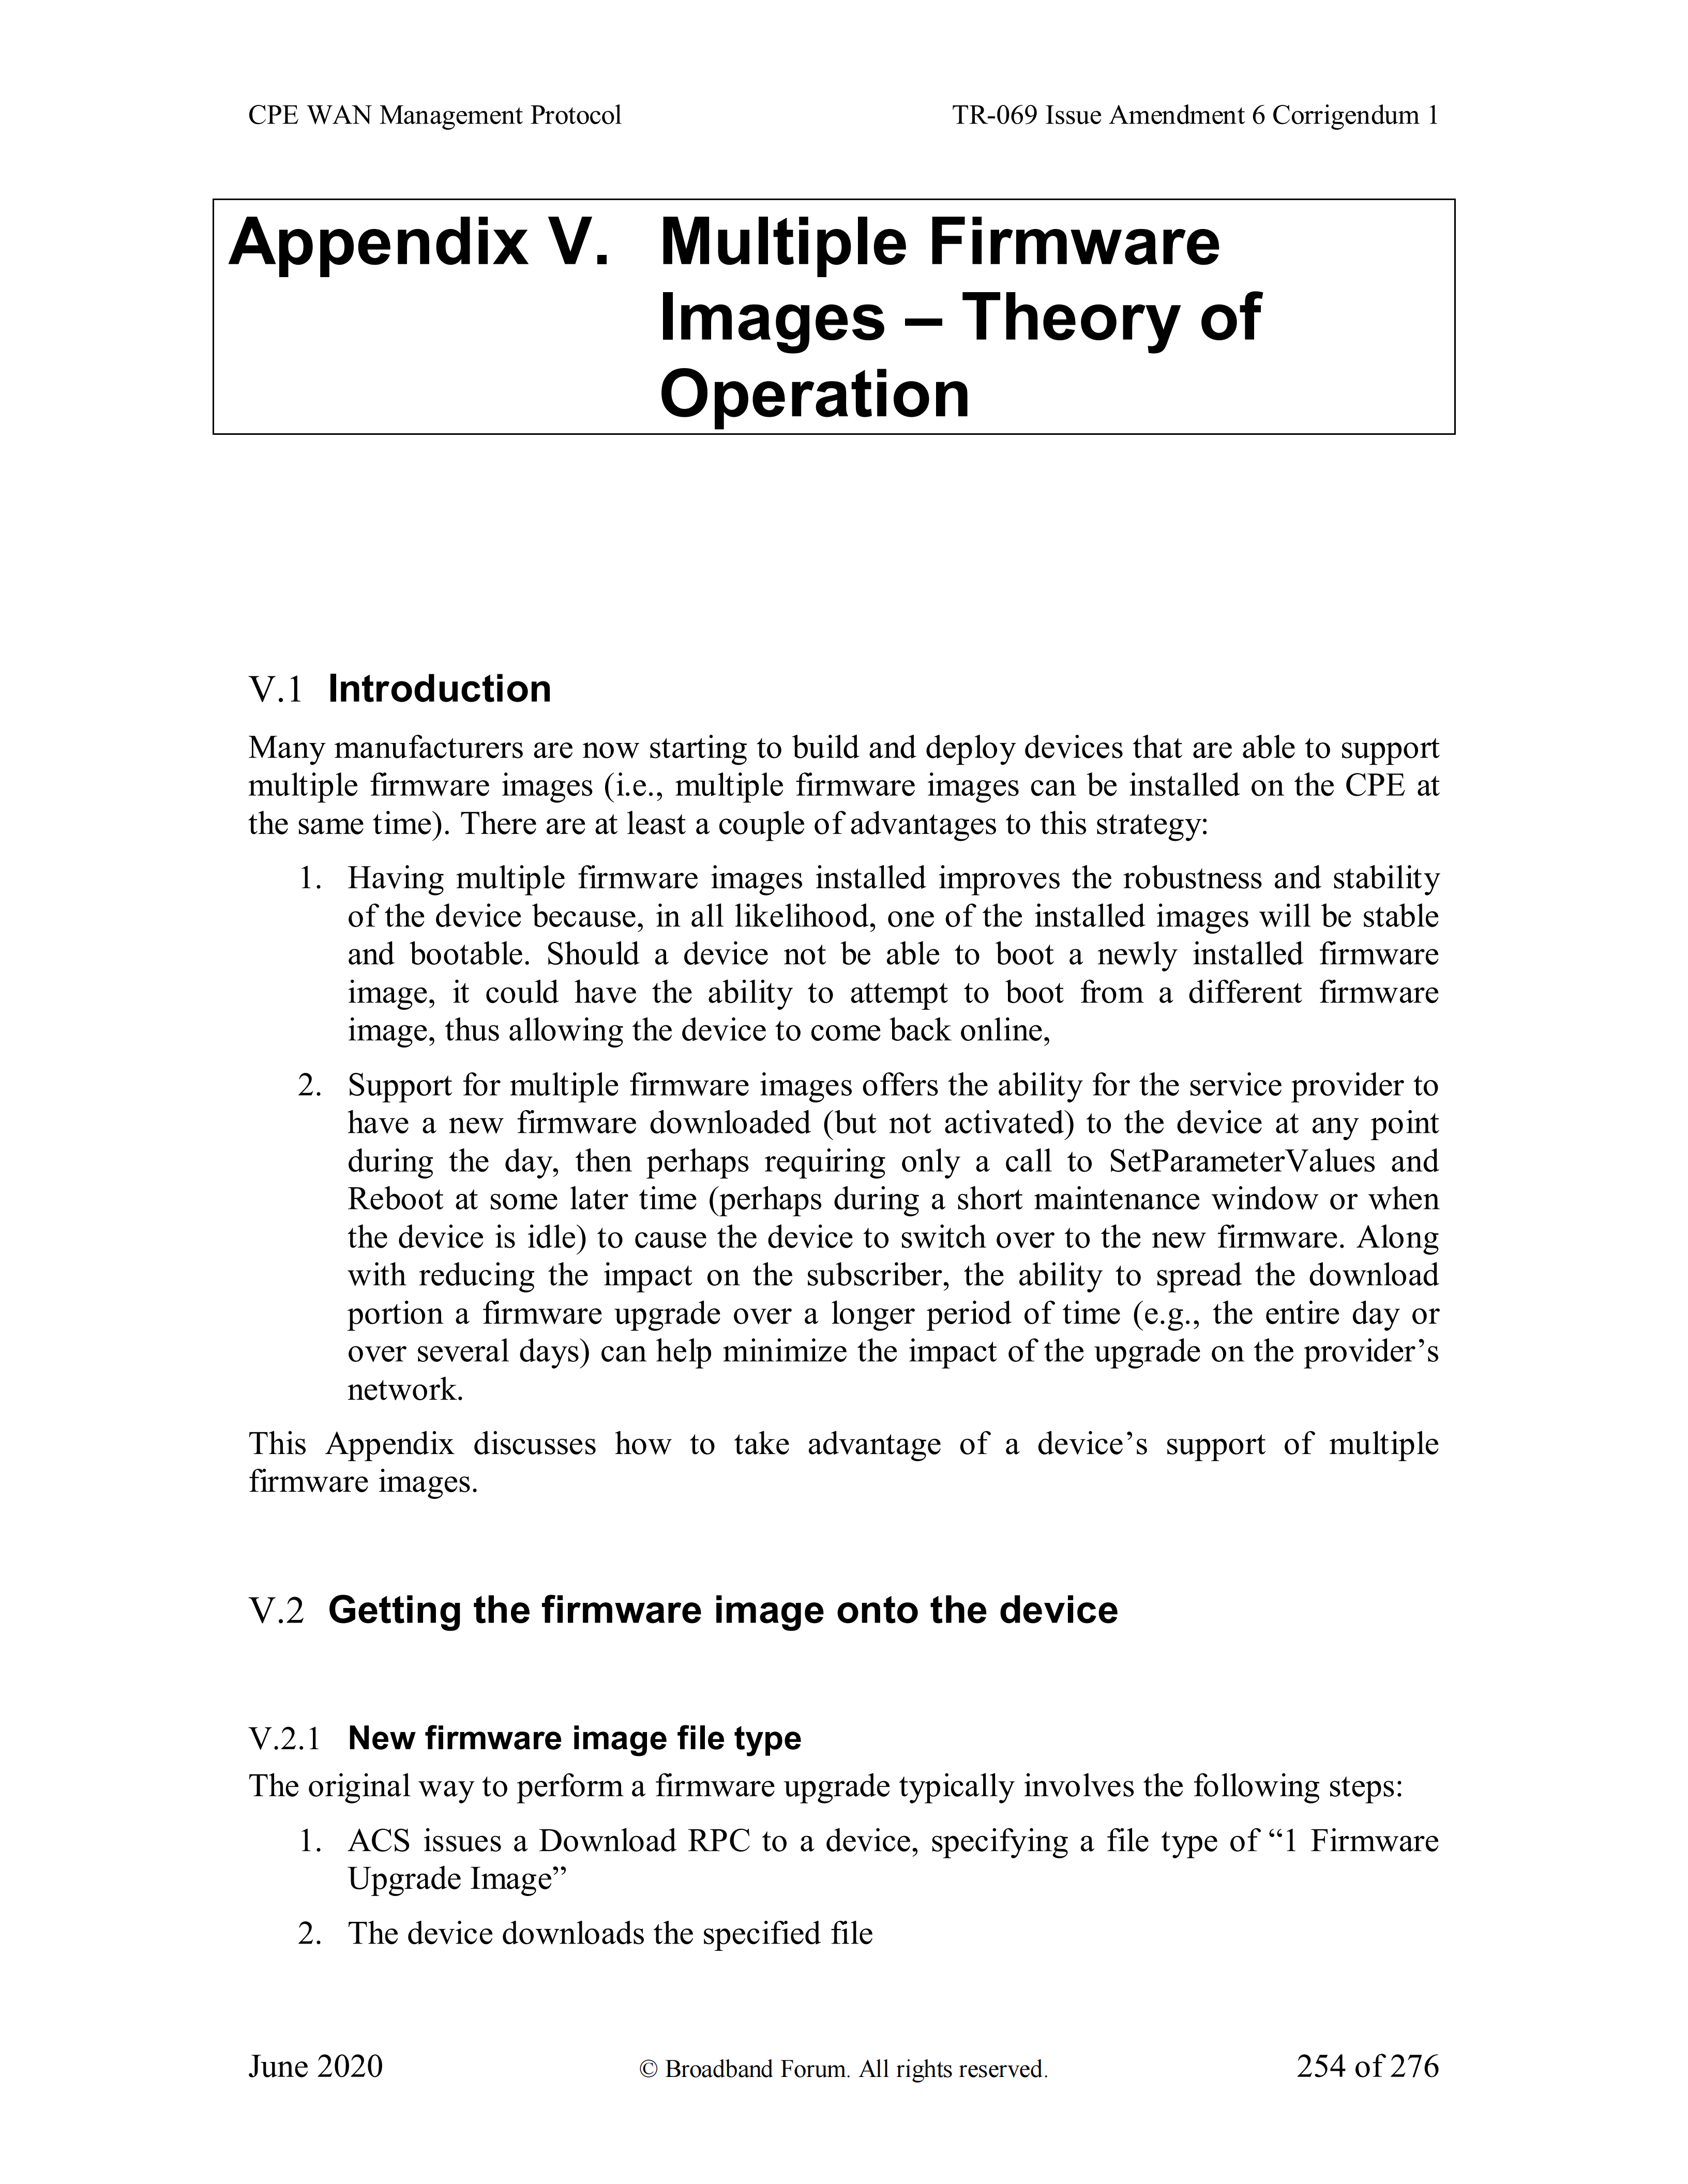 CPE WAN Management Protocol TR-069 Issue Amendment 6 Corrigendum 1
Appendix V. Multiple Firmware
Images – Theory of
Operation
V.1 Introduction
Many manufacturers are now starting to build and deploy devices that are able to support
multiple firmware images (i.e., multiple firmware images can be installed on the CPE at
the same time). There are at least a couple of advantages to this strategy:
1. Having multiple firmware images installed improves the robustness and stability
of the device because, in all likelihood, one of the installed images will be stable
and bootable. Should a device not be able to boot a newly installed firmware
image, it could have the ability to attempt to boot from a different firmware
image, thus allowing the device to come back online,
2. Support for multiple firmware images offers the ability for the service provider to
have a new firmware downloaded (but not activated) to the device at any point
during the day, then perhaps requiring only a call to SetParameterValues and
Reboot at some later time (perhaps during a short maintenance window or when
the device is idle) to cause the device to switch over to the new firmware. Along
with reducing the impact on the subscriber, the ability to spread the download
portion a firmware upgrade over a longer period of time (e.g., the entire day or
over several days) can help minimize the impact of the upgrade on the provider’s
network.
This Appendix discusses how to take advantage of a device’s support of multiple
firmware images.
V.2 Getting the firmware image onto the device
V.2.1 New firmware image file type
The original way to perform a firmware upgrade typically involves the following steps:
1. ACS issues a Download RPC to a device, specifying a file type of “1 Firmware
Upgrade Image”
2. The device downloads the specified file
June 2020 © Broadband Forum. All rights reserved. 254 of 276